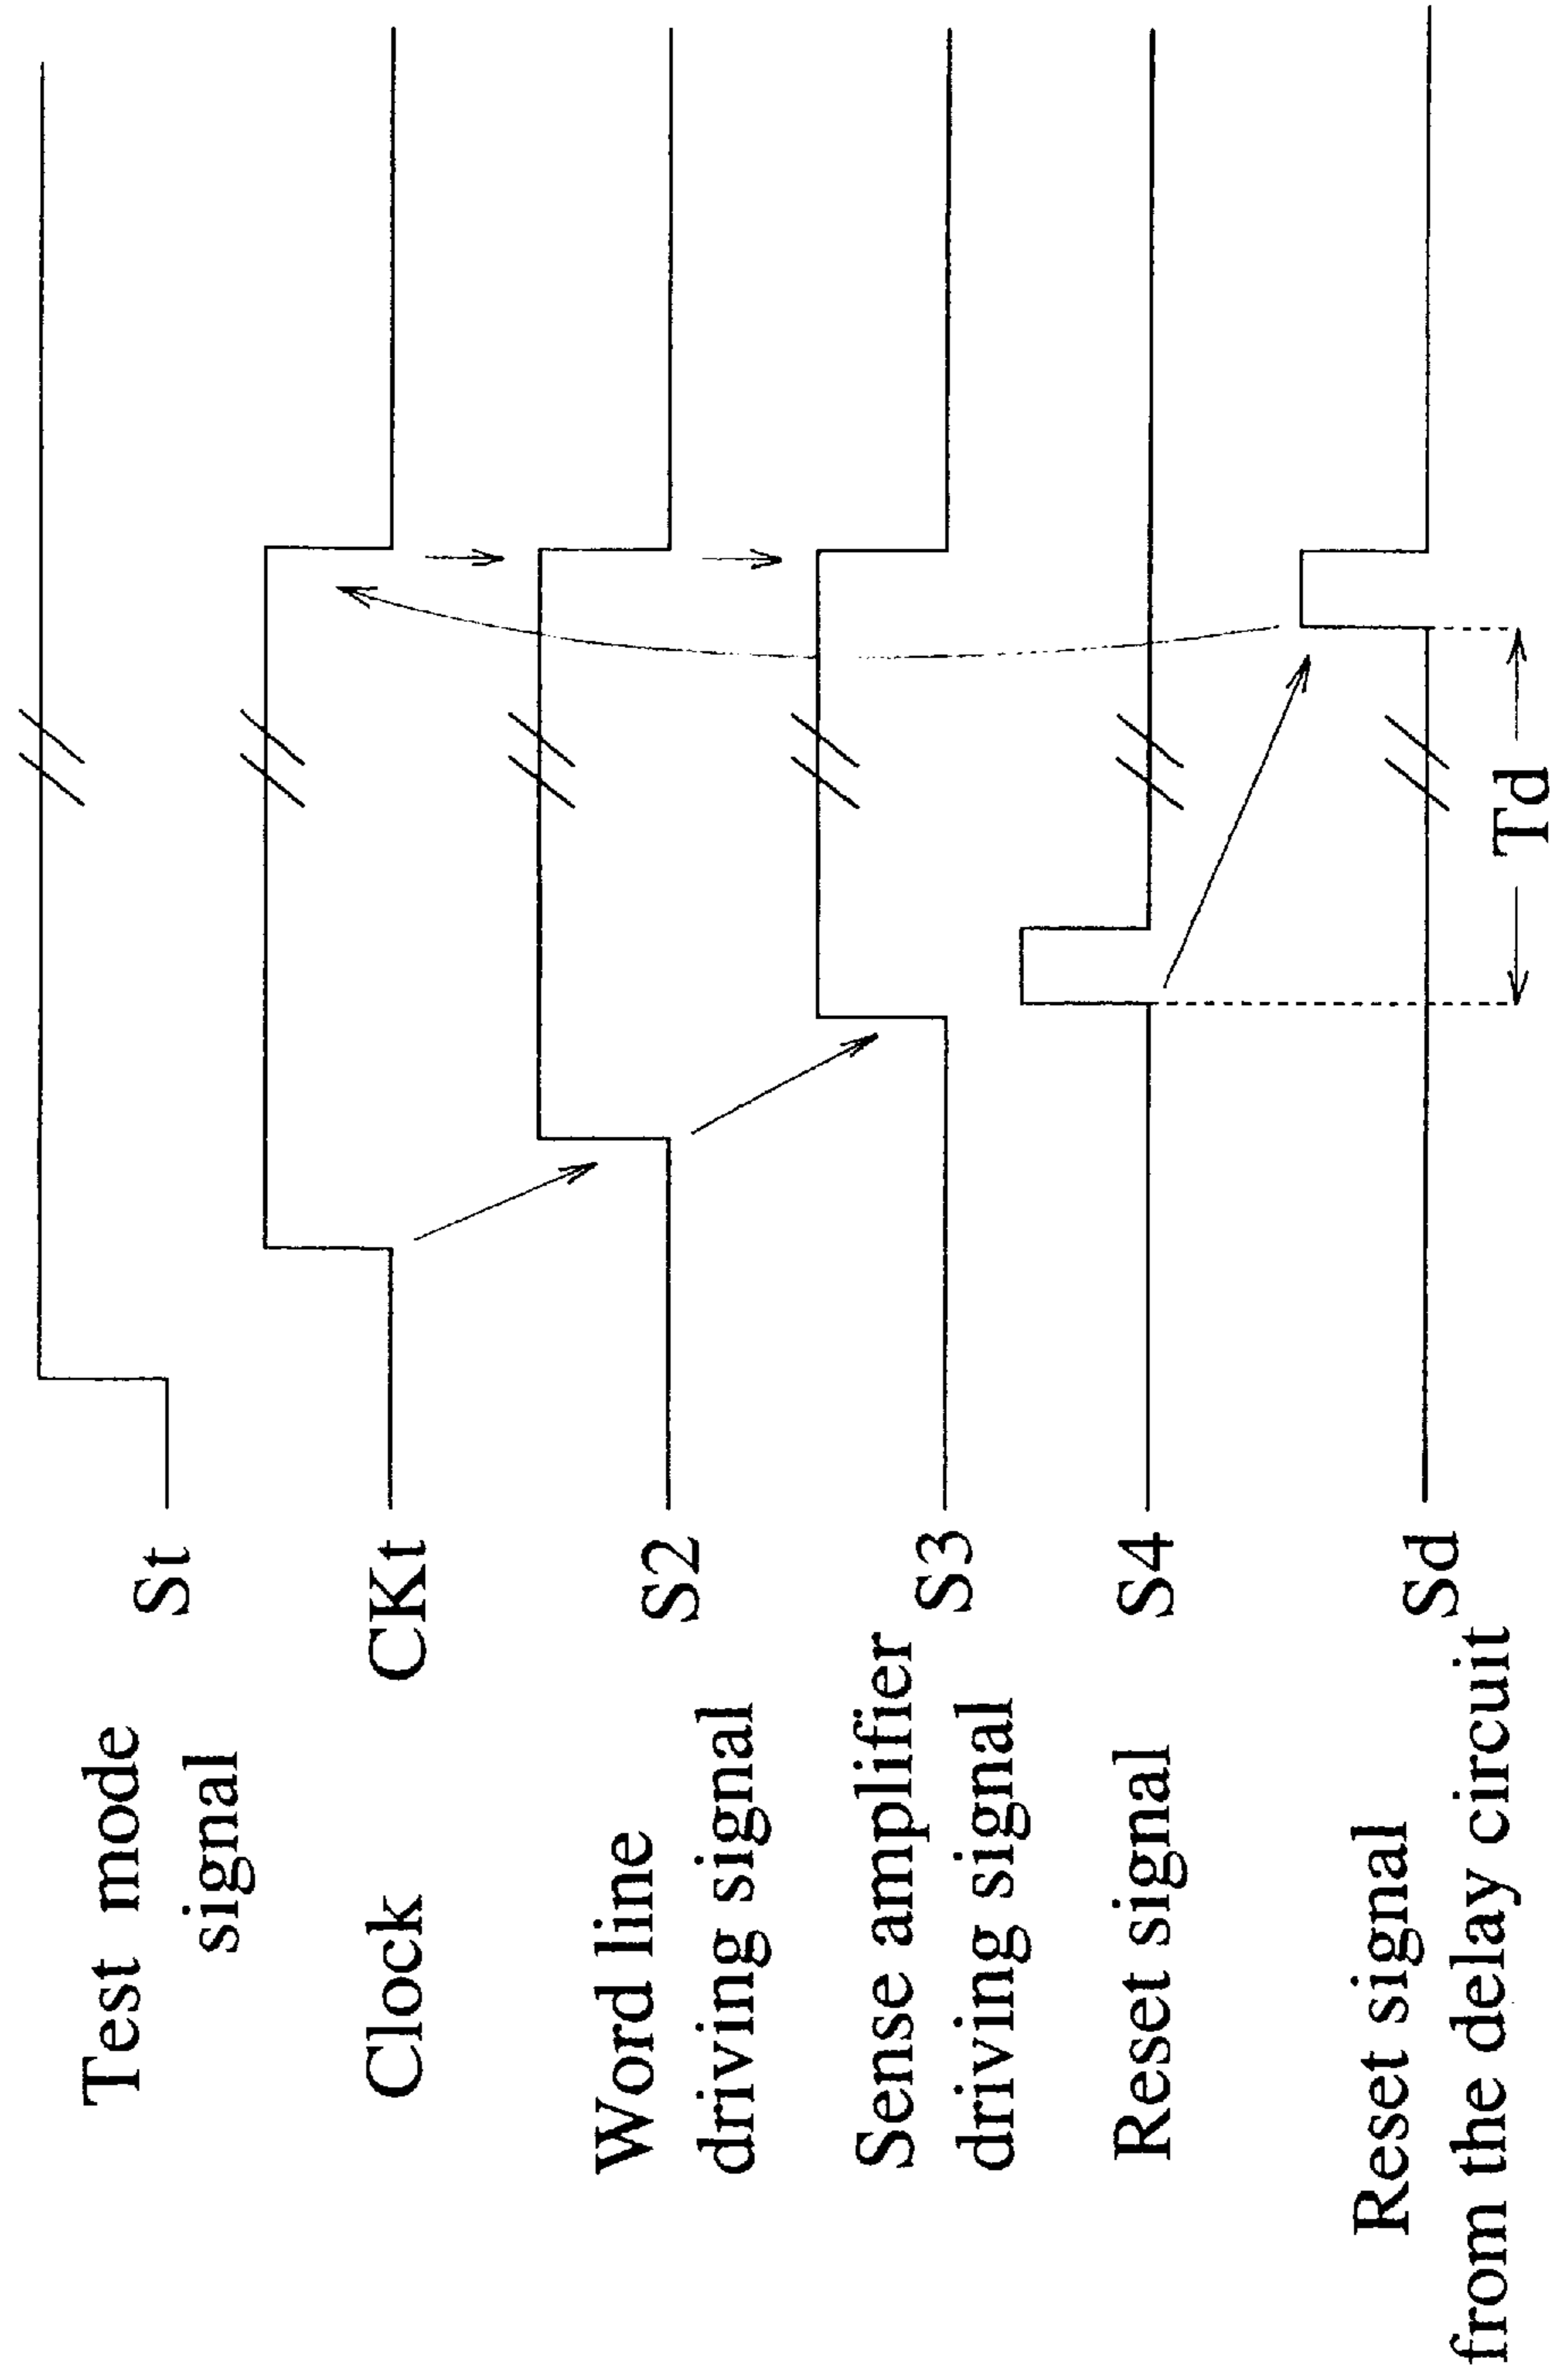 Test mode
signal
St
Clock
CKt
Word line
driving signal
S2
Sense amplifier
driving signal
S3
Reset signal
S4
Reset signal
from the delay circuit
Sd
Td